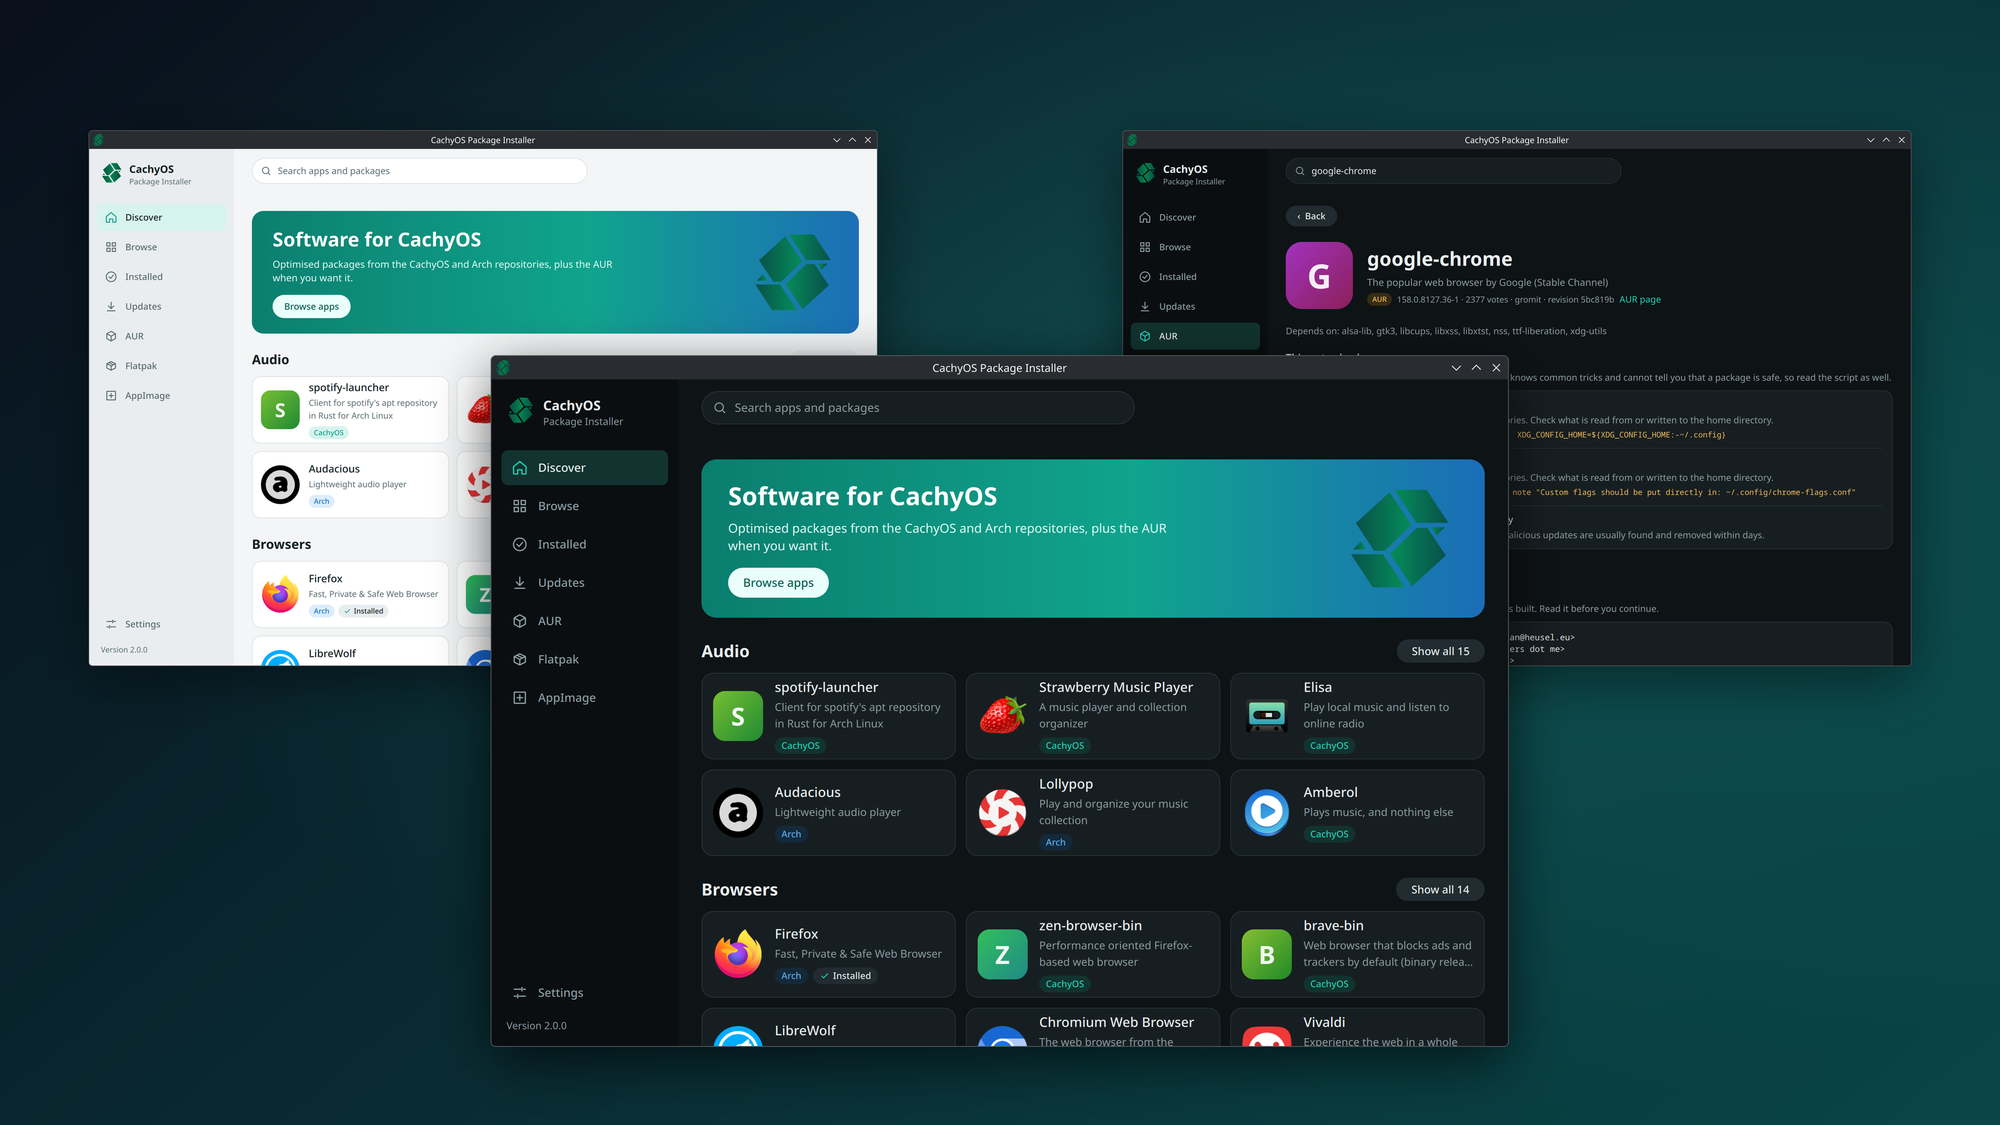 CachyOS Package Installer
CachyOS
Package Installer
Search apps and packages
Discover
Browse
Installed
Updates
AUR
Flatpak
AppImage
Settings
Version 2.0.0
Software for CachyOS
Optimised packages from the CachyOS and Arch repositories, plus the AUR
when you want it.
Browse apps
Audio
spotify-launcher
Client for spotify's apt repository
in Rust for Arch Linux
CachyOS
Audacious
Lightweight audio player
Arch
Browsers
Firefox
Fast, Private & Safe Web Browser
Arch
Installed
LibreWolf
CachyOS Package Installer
CachyOS
Package Installer
google-chrome
Discover
Browse
Installed
Updates
AUR
‹ Back
G
google-chrome
The popular web browser by Google (Stable Channel)
AUR 158.0.8127.36-1 · 2377 votes · gromit · revision 5bc819b AUR page
Depends on: alsa-lib, gtk3, libcups, libxss, libxtst, nss, ttf-liberation, xdg-utils
knows common tricks and cannot tell you that a package is safe, so read the script as well.
ries. Check what is read from or written to the home directory.
XDG_CONFIG_HOME=${XDG_CONFIG_HOME:-~/.config}
ries. Check what is read from or written to the home directory.
note "Custom flags should be put directly in: ~/.config/chrome-flags.conf"
y
alicious updates are usually found and removed within days.
s built. Read it before you continue.
an@heusel.eu>
ers dot me>
>
CachyOS Package Installer
CachyOS
Package Installer
Search apps and packages
Discover
Browse
Installed
Updates
AUR
Flatpak
AppImage
Settings
Version 2.0.0
Software for CachyOS
Optimised packages from the CachyOS and Arch repositories, plus the AUR
when you want it.
Browse apps
Audio
Show all 15
S
spotify-launcher
Client for spotify's apt repository
in Rust for Arch Linux
CachyOS
Strawberry Music Player
A music player and collection
organizer
CachyOS
Elisa
Play local music and listen to
online radio
CachyOS
a
Audacious
Lightweight audio player
Arch
Lollypop
Play and organize your music
collection
Arch
Amberol
Plays music, and nothing else
CachyOS
Browsers
Show all 14
Firefox
Fast, Private & Safe Web Browser
Arch
Installed
Z
zen-browser-bin
Performance oriented Firefox-
based web browser
CachyOS
B
brave-bin
Web browser that blocks ads and
trackers by default (binary relea...
CachyOS
LibreWolf
Chromium Web Browser
The web browser from the
Vivaldi
Experience the web in a whole